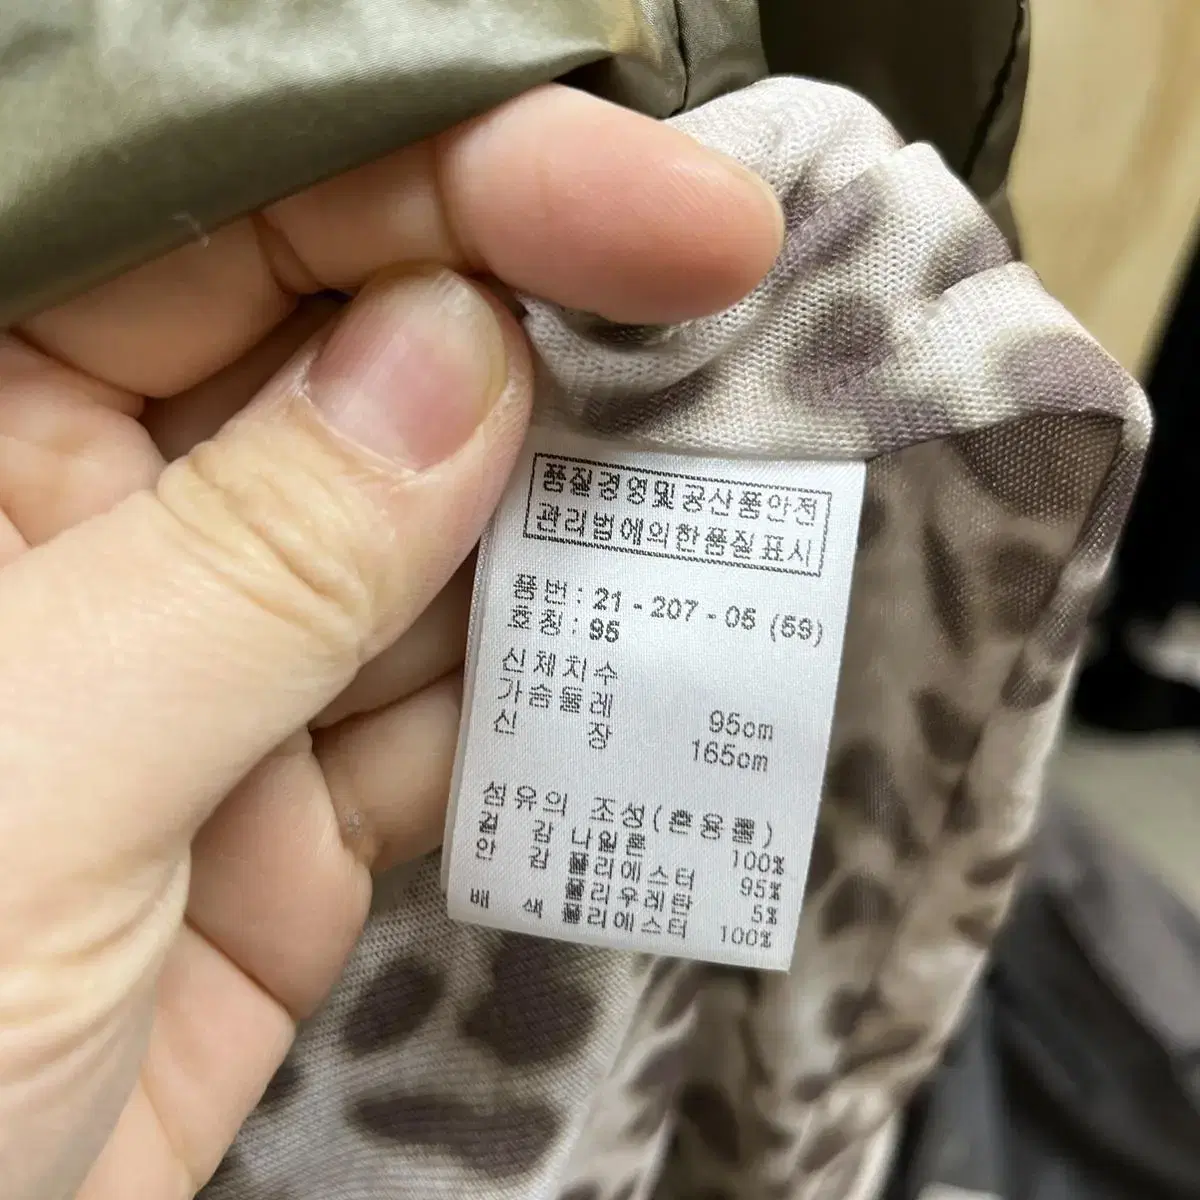 품질경영및공산품안전
관리법에의한품질표시
품번 : 21 - 207 - 05 (59)
호칭 : 95
신체치수
가슴둘레 95cm
신 장 165cm
섬유의 조성(혼용률)
겉 감 나일론 100%
안 감 폴리에스터 95%
폴리우레탄 5%
배 색 폴리에스터 100%